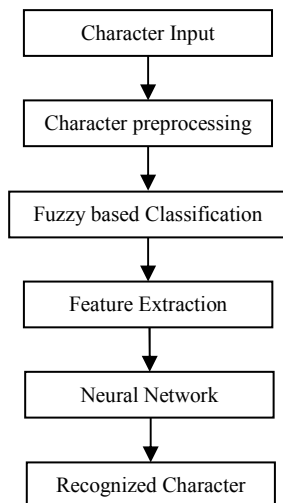 Character Input
Character preprocessing
Fuzzy based Classification
Feature Extraction
Neural Network
Recognized Character